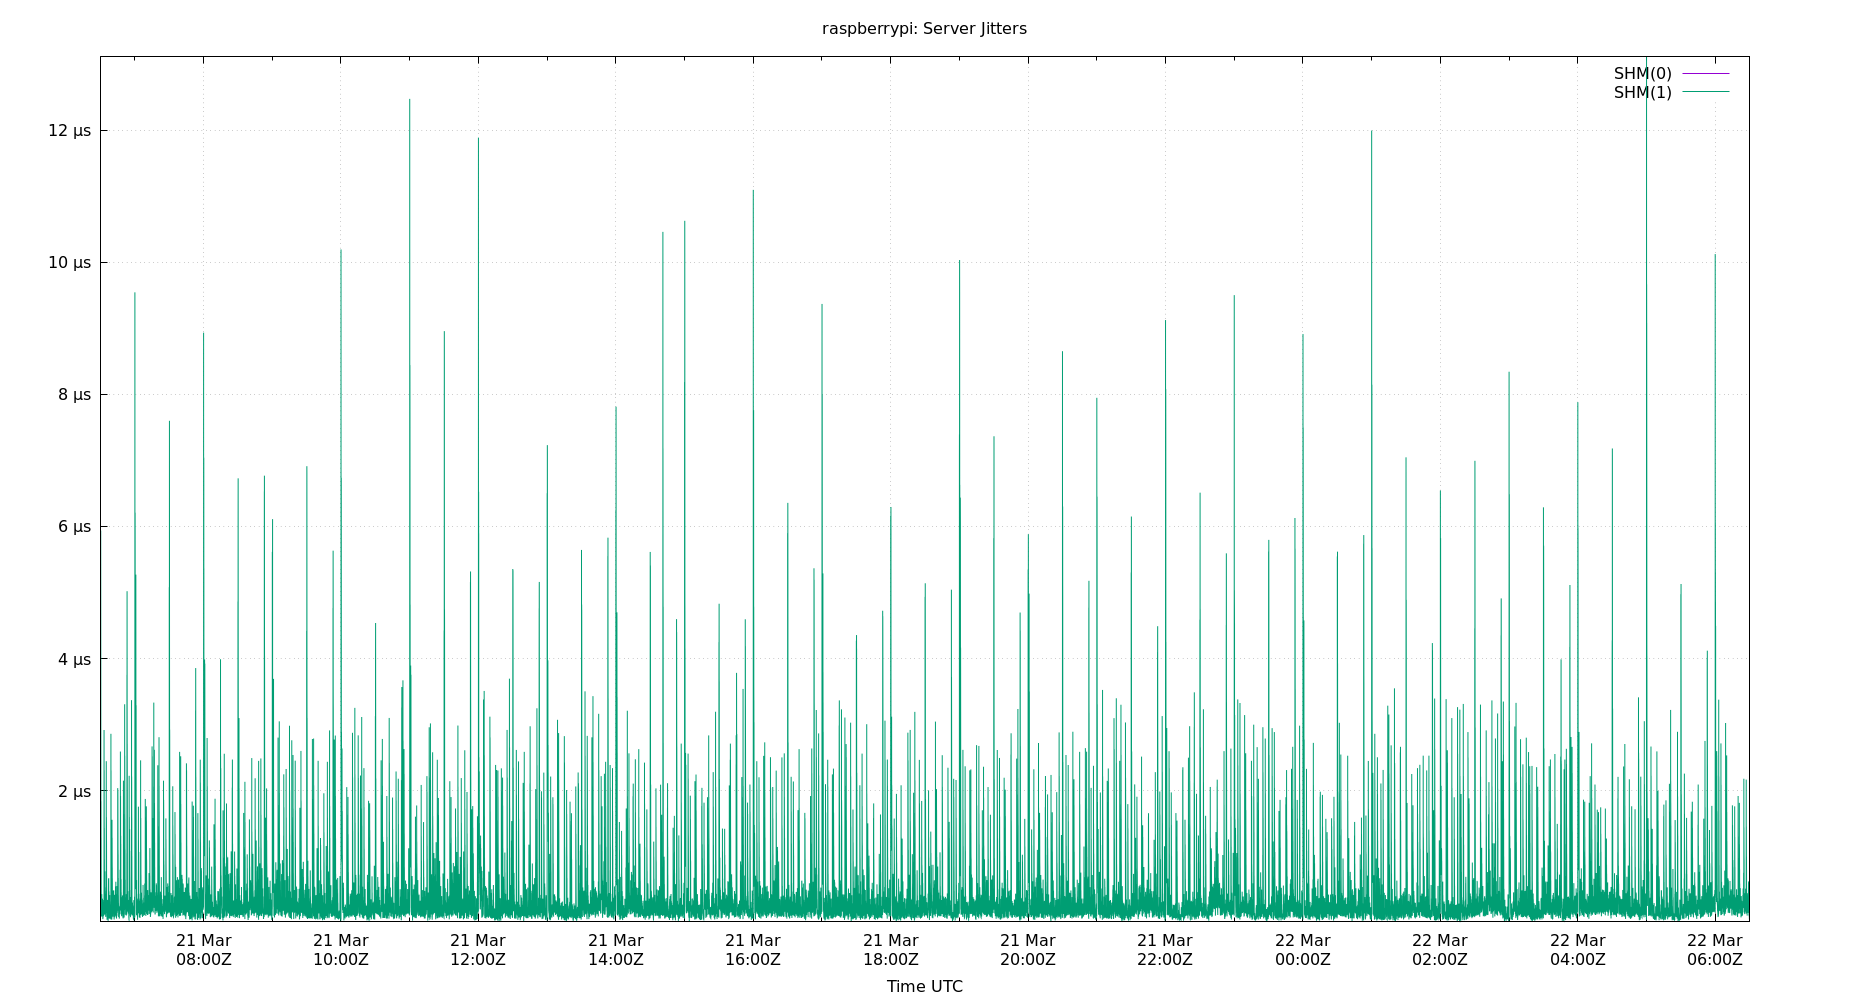 raspberrypi: Server Jitters
SHM(0)
SHM(1)
12 µs
10 µs
8 µs
6 µs
4 µs
2 µs
21 Mar 21 Mar 21 Mar 21 Mar 21 Mar 21 Mar 21 Mar 21 Mar 22 Mar 22 Mar 22 Mar 22 Mar
08:00Z 10:00Z 12:00Z 14:00Z 16:00Z 18:00Z 20:00Z 22:00Z 00:00Z 02:00Z 04:00Z 06:00Z
Time UTC